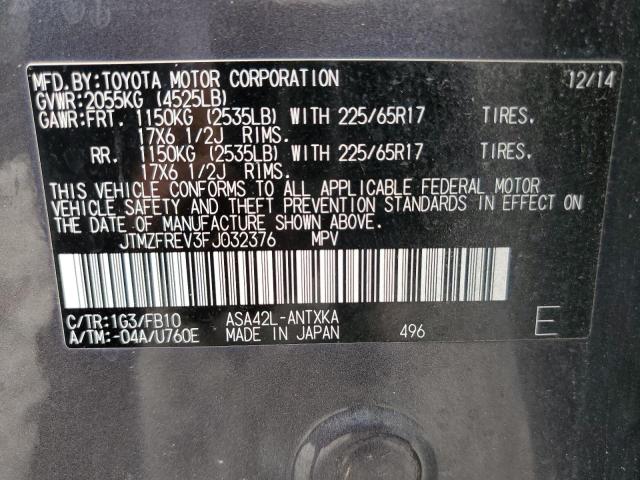 MFD.BY:TOYOTA MOTOR CORPORATION 12/14
GVWR:2055KG (4525LB)
GAWR:FRT. 1150KG (2535LB) WITH 225/65R17 TIRES.
17X6 1/2J RIMS.
RR. 1150KG (2535LB) WITH 225/65R17 TIRES.
17X6 1/2J RIMS.
THIS VEHICLE CONFORMS TO ALL APPLICABLE FEDERAL MOTOR
VEHICLE SAFETY AND THEFT PREVENTION STANDARDS IN EFFECT ON
THE DATE OF MANUFACTURE SHOWN ABOVE.
JTMZFREV3FJ032376 MPV
C/TR:1G3/FB10 ASA42L-ANTXKA
A/TM:-04A/U760E MADE IN JAPAN 496 E